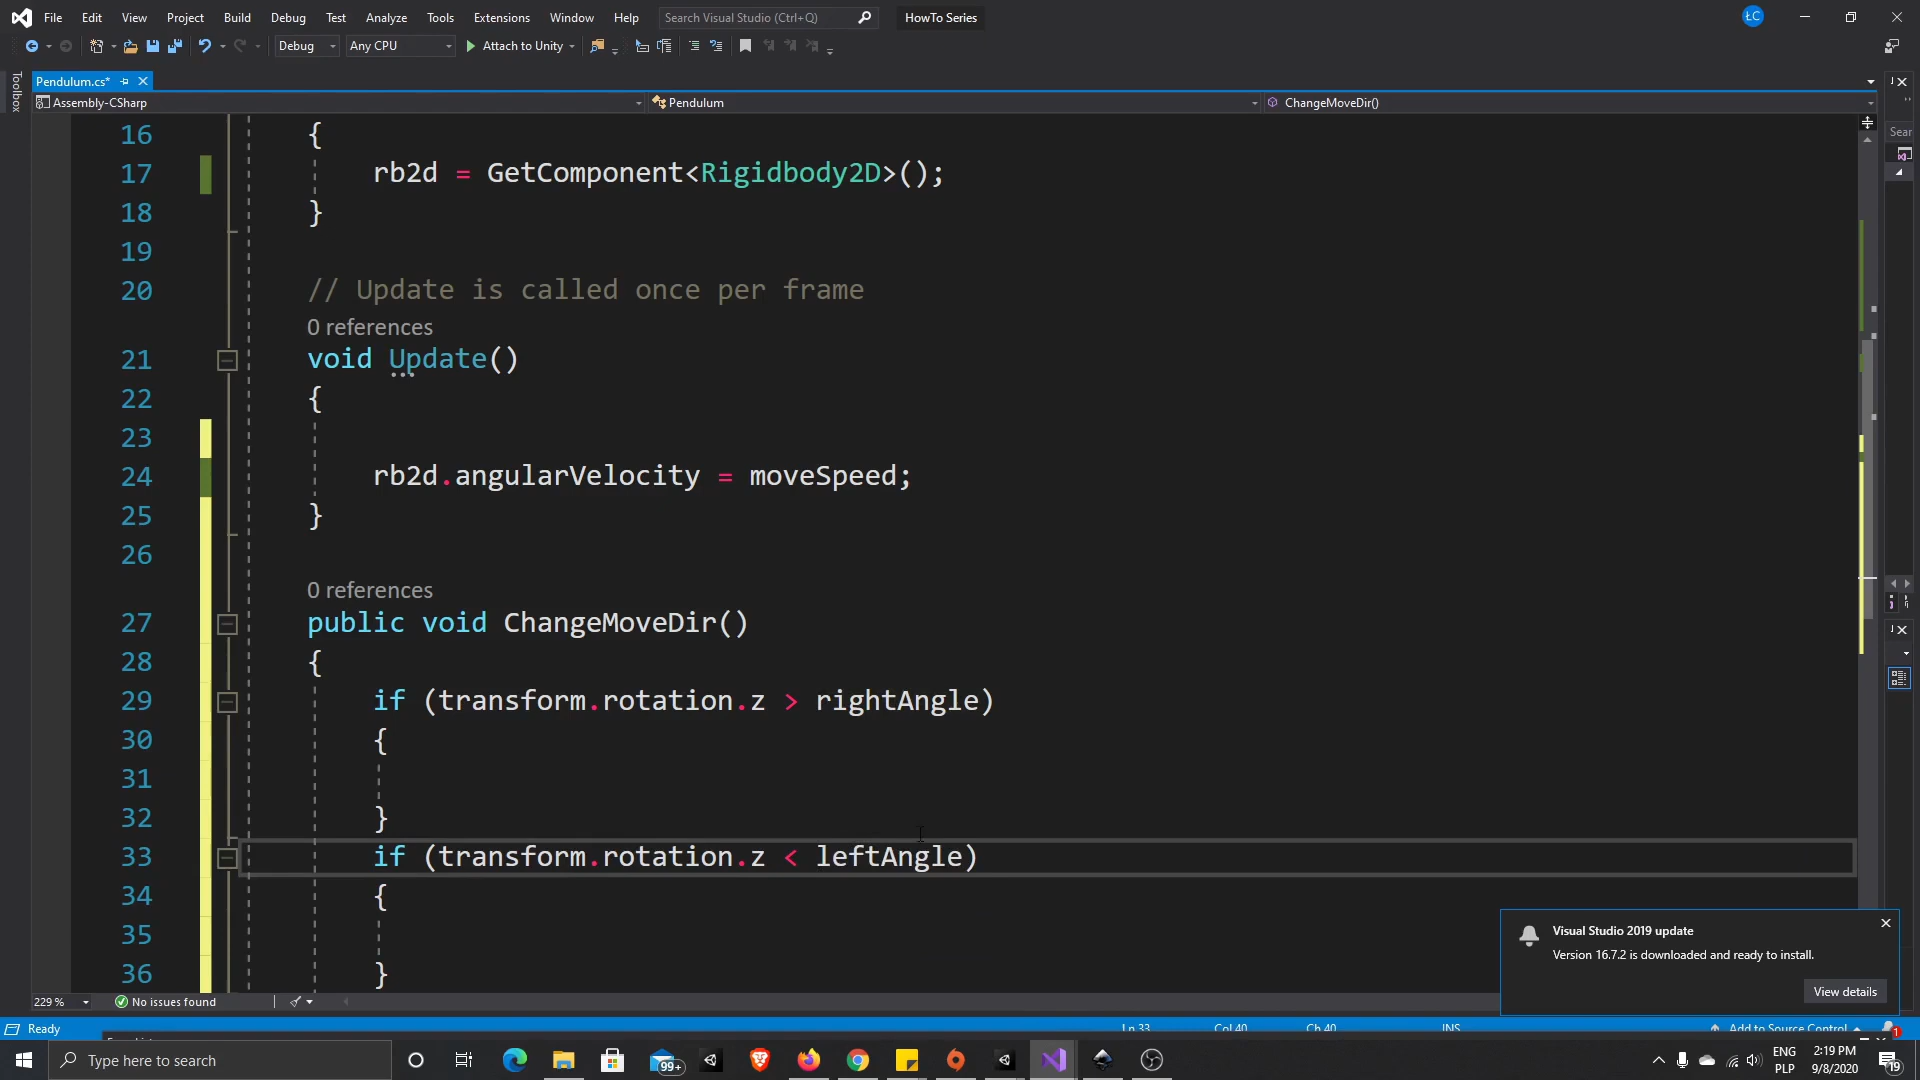 File Edit View Project Build Debug Test Analyze Tools Extensions Window Help Search Visual Studio (Ctrl+Q) HowTo Series ŁC
Debug Any CPU Attach to Unity
Toolbox
Pendulum.cs*
Assembly-CSharp Pendulum ChangeMoveDir()
Sear
16 {
17 rb2d = GetComponent<Rigidbody2D>();
18 }
19
20 // Update is called once per frame
0 references
21 void Update()
22 {
23
24 rb2d.angularVelocity = moveSpeed;
25 }
26
0 references
27 public void ChangeMoveDir()
28 {
29 if (transform.rotation.z > rightAngle)
30 {
31
32 }
33 if (transform.rotation.z < leftAngle)
34 {
35
36 }
Visual Studio 2019 update
Version 16.7.2 is downloaded and ready to install.
View details
229 % No issues found
Ready Ln 33 Col 40 Ch 40 INS Add to Source Control 1
Type here to search 99+ ENG PLP 2:19 PM 9/8/2020 19